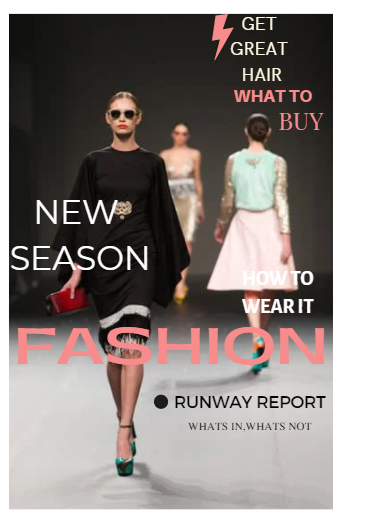 GET
GREAT
HAIR
WHAT TO
BUY
NEW
SEASON
HOW TO
WEAR IT
FASHION
RUNWAY REPORT
WHATS IN,WHATS NOT